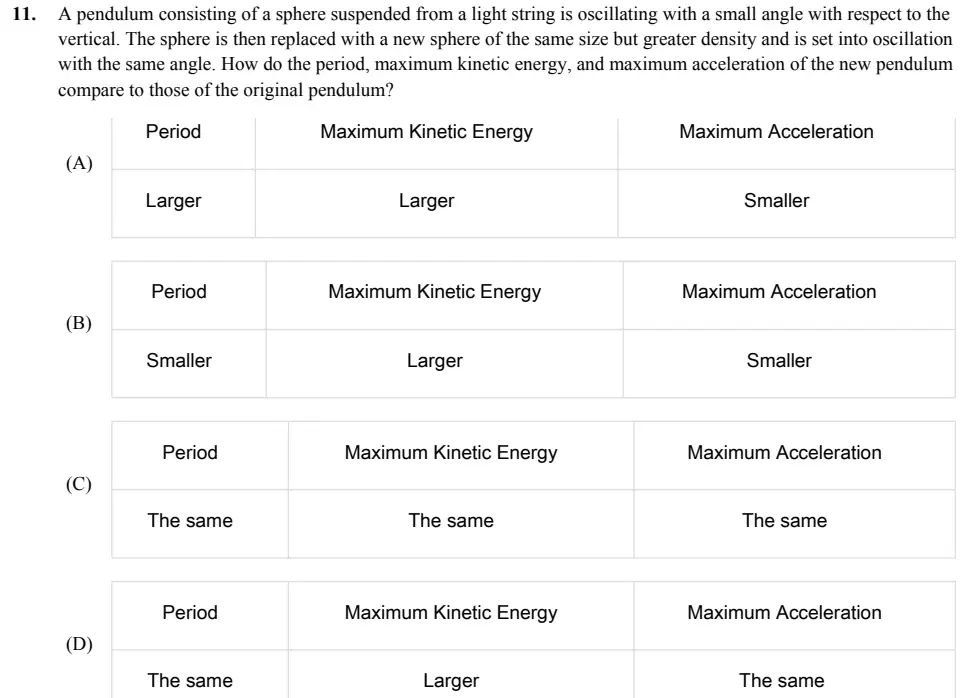 11. A pendulum consisting of a sphere suspended from a light string is oscillating with a small angle with respect to the
vertical. The sphere is then replaced with a new sphere of the same size but greater density and is set into oscillation
with the same angle. How do the period, maximum kinetic energy, and maximum acceleration of the new pendulum
compare to those of the original pendulum?
Period Maximum Kinetic Energy Maximum Acceleration
(A)
Larger Larger Smaller
Period Maximum Kinetic Energy Maximum Acceleration
(B)
Smaller Larger Smaller
Period Maximum Kinetic Energy Maximum Acceleration
(C)
The same The same The same
Period Maximum Kinetic Energy Maximum Acceleration
(D)
The same Larger The same